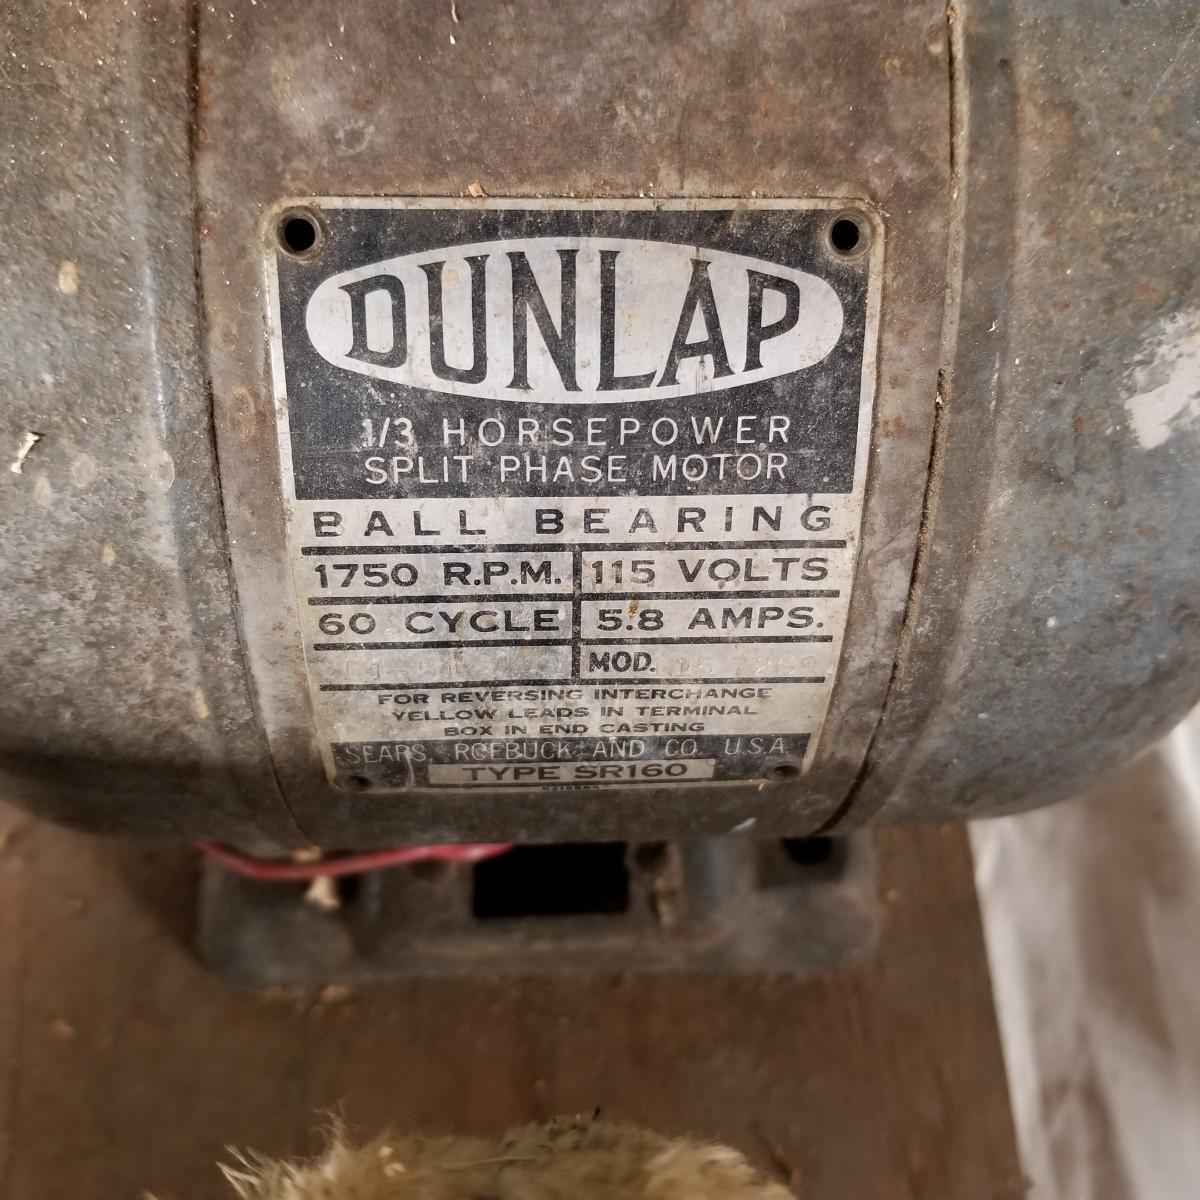 DUNLAP
1/3 HORSEPOWER
SPLIT PHASE MOTOR
BALL BEARING
1750 R.P.M. 115 VOLTS
60 CYCLE 5.8 AMPS.
MOD.
FOR REVERSING INTERCHANGE
YELLOW LEADS IN TERMINAL
BOX IN END CASTING
SEARS, ROEBUCK AND CO. U.S.A.
TYPE SR160